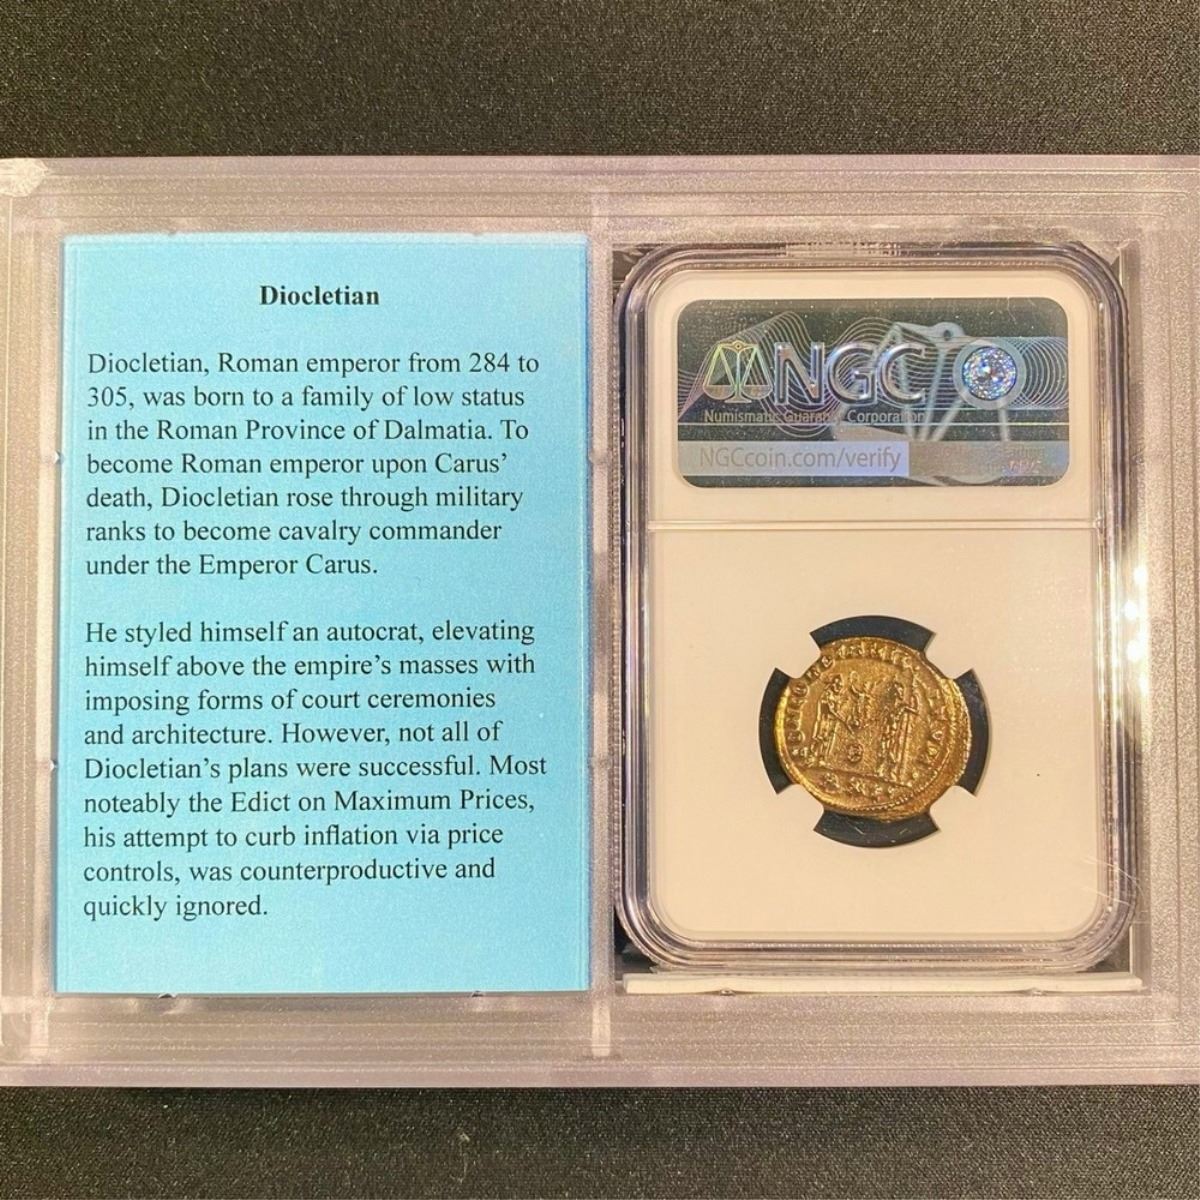 Diocletian
Diocletian, Roman emperor from 284 to
305, was born to a family of low status
in the Roman Province of Dalmatia. To
become Roman emperor upon Carus’
death, Diocletian rose through military
ranks to become cavalry commander
under the Emperor Carus.
He styled himself an autocrat, elevating
himself above the empire’s masses with
imposing forms of court ceremonies
and architecture. However, not all of
Diocletian’s plans were successful. Most
noteably the Edict on Maximum Prices,
his attempt to curb inflation via price
controls, was counterproductive and
quickly ignored.
NGC
Numismatic Guaranty Corporation
NGCcoin.com/verify